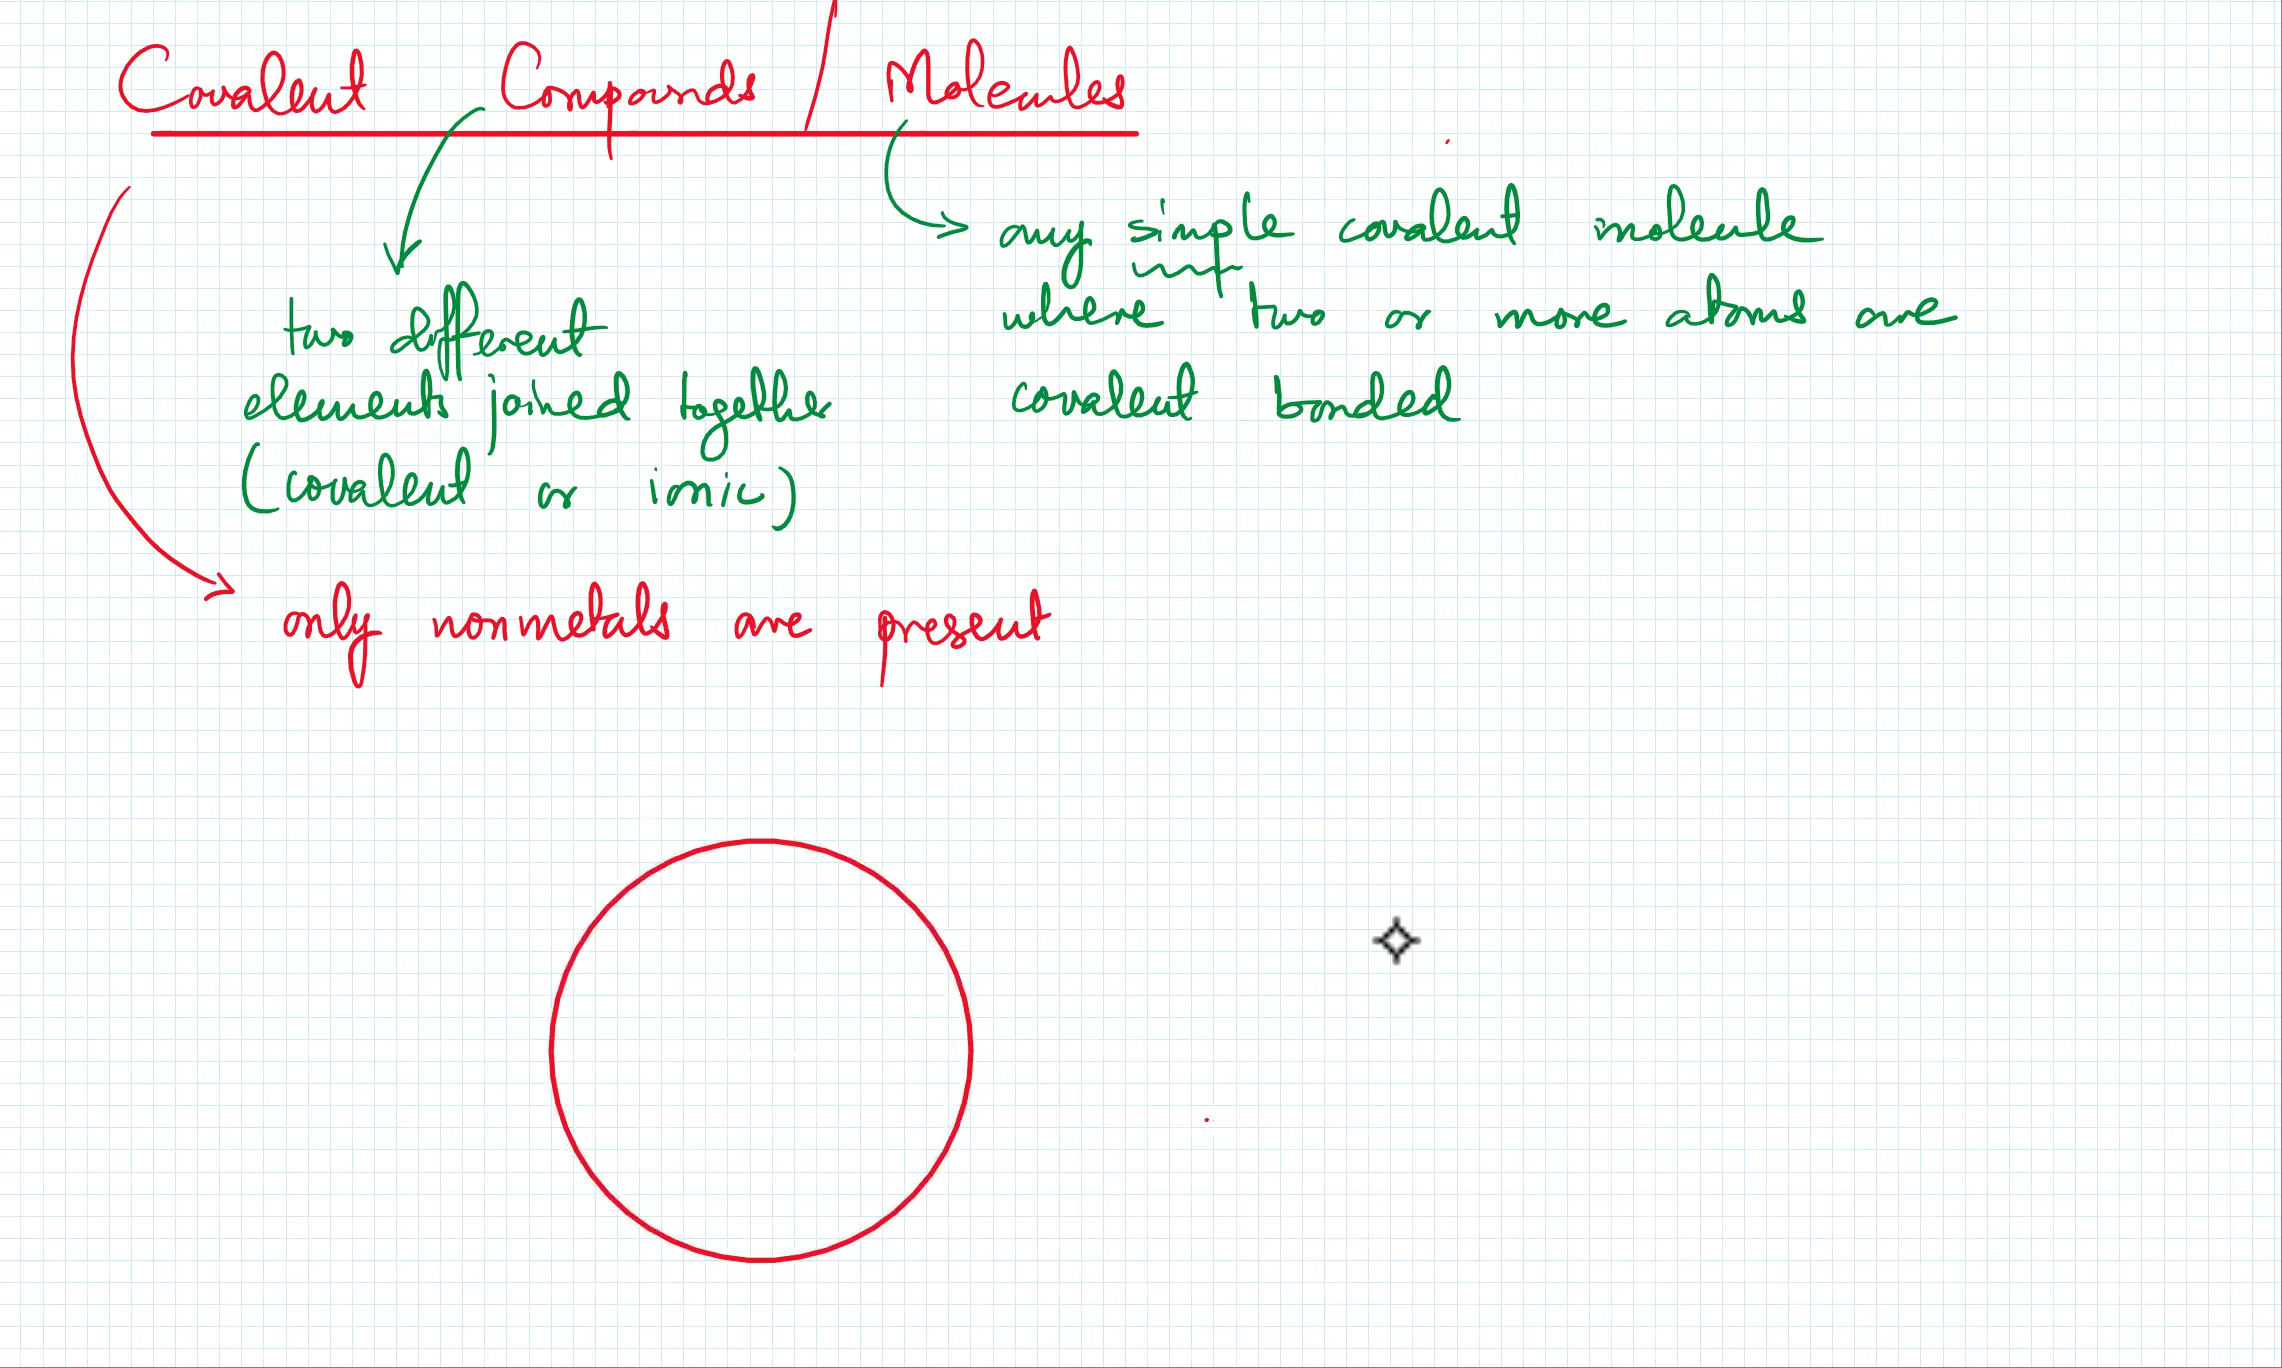 Covalent Compounds / Molecules
any simple covalent molecule
where two or more atoms are
covalent bonded
two different
elements joined together
(covalent or ionic)
only nonmetals are present